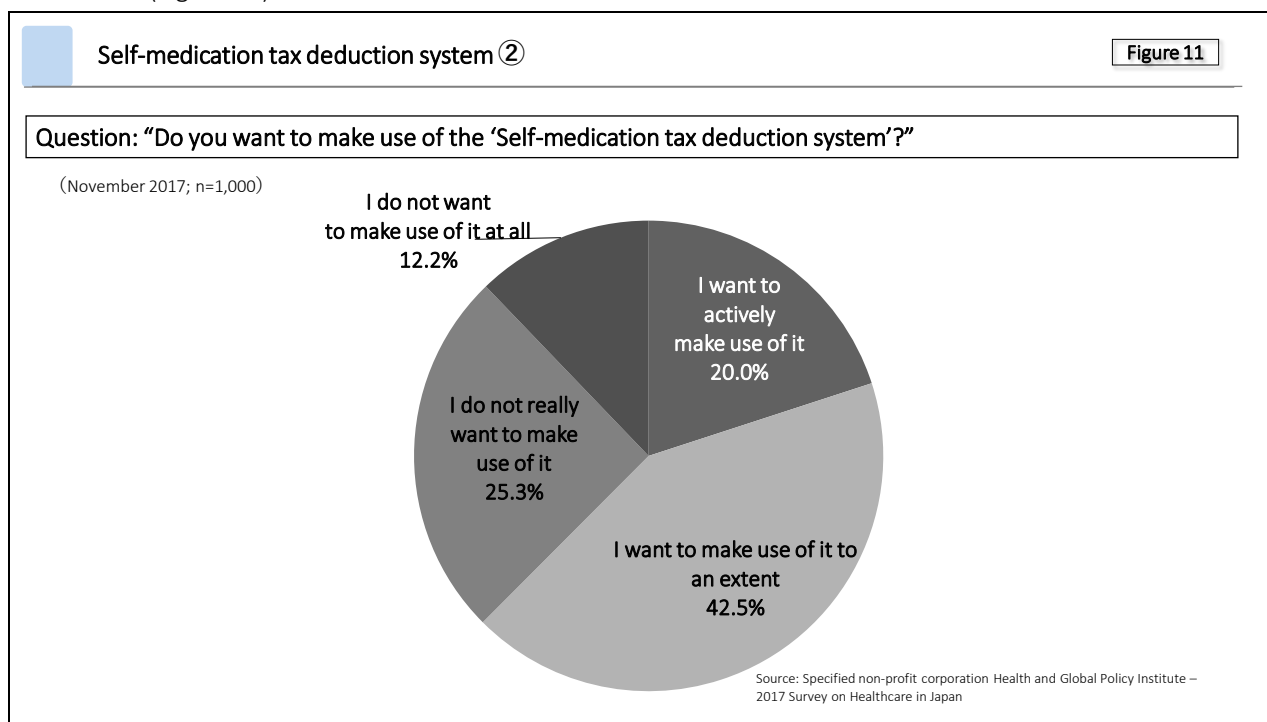 Self-medication tax deduction system ②
Figure 11
Question: “Do you want to make use of the ‘Self-medication tax deduction system’?”
（November 2017; n=1,000）
I do not want
to make use of it at all
12.2%
I want to
actively
make use of it
20.0%
I do not really
want to make
use of it
25.3%
I want to make use of it to
an extent
42.5%
Source: Specified non-profit corporation Health and Global Policy Institute –
2017 Survey on Healthcare in Japan